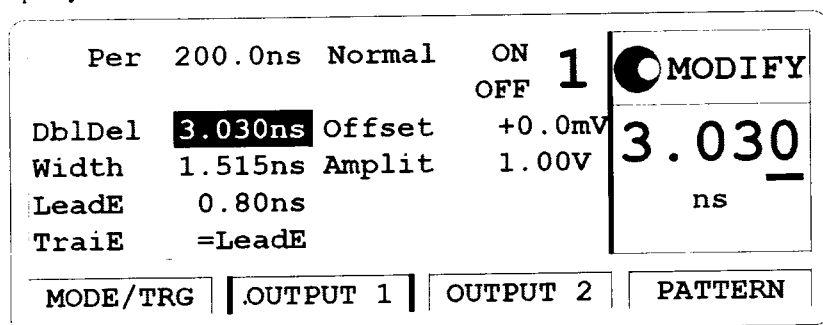 Per 200.0ns Normal ON 1 MODIFY
OFF
DblDel 3.030ns Offset +0.0mV 3.030
Width 1.515ns Amplit 1.00V
LeadE 0.80ns ns
TraiE =LeadE
MODE/TRG OUTPUT 1 OUTPUT 2 PATTERN